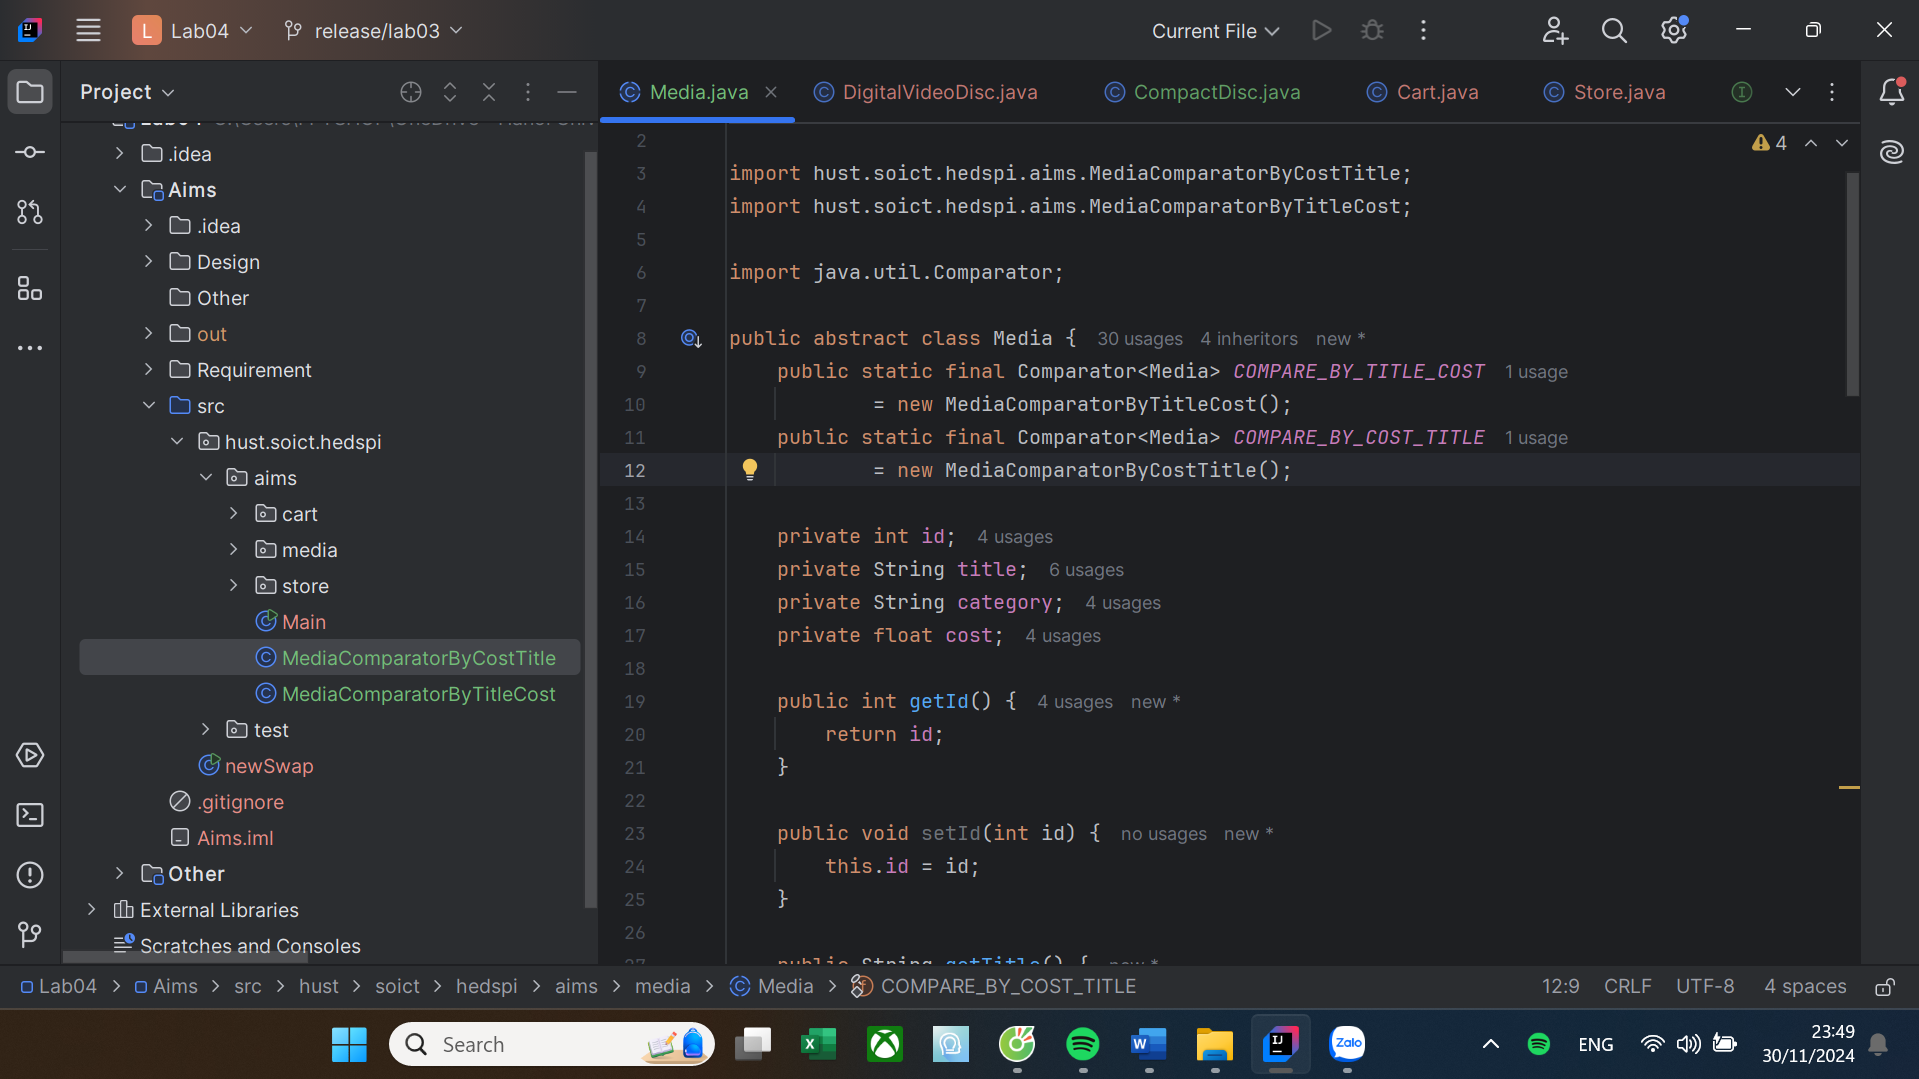 L Lab04 release/lab03 Current File
Project
Media.java DigitalVideoDisc.java CompactDisc.java Cart.java Store.java
.idea
Aims
.idea
Design
Other
out
Requirement
src
hust.soict.hedspi
aims
cart
media
store
Main
MediaComparatorByCostTitle
MediaComparatorByTitleCost
test
newSwap
.gitignore
Aims.iml
Other
External Libraries
Scratches and Consoles
4
2
3 import hust.soict.hedspi.aims.MediaComparatorByCostTitle;
4 import hust.soict.hedspi.aims.MediaComparatorByTitleCost;
5
6 import java.util.Comparator;
7
8 public abstract class Media { 30 usages 4 inheritors new *
9 public static final Comparator<Media> COMPARE_BY_TITLE_COST 1 usage
10 = new MediaComparatorByTitleCost();
11 public static final Comparator<Media> COMPARE_BY_COST_TITLE 1 usage
12 = new MediaComparatorByCostTitle();
13
14 private int id; 4 usages
15 private String title; 6 usages
16 private String category; 4 usages
17 private float cost; 4 usages
18
19 public int getId() { 4 usages new *
20 return id;
21 }
22
23 public void setId(int id) { no usages new *
24 this.id = id;
25 }
26
27 public String getTitle() { new *
Lab04 > Aims > src > hust > soict > hedspi > aims > media > Media > COMPARE_BY_COST_TITLE 12:9 CRLF UTF-8 4 spaces
Search
Zalo
ENG
23:49
30/11/2024